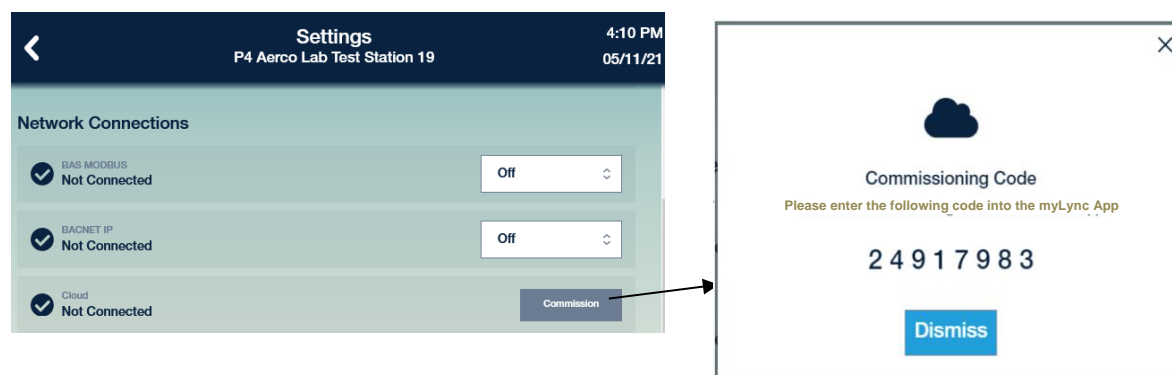 Settings
4:10 PM
P4 Aerco Lab Test Station 19
05/11/21
Network Connections
BAS MODBUS
Not Connected
Off
BACNET IP
Not Connected
Off
Cloud
Not Connected
Commission
Commissioning Code
Please enter the following code into the myLync App
24917983
Dismiss